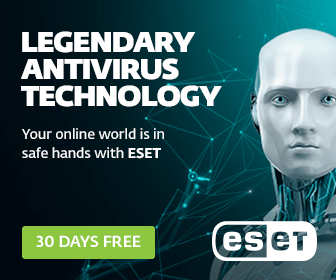 LEGENDARY
ANTIVIRUS
TECHNOLOGY
Your online world is in
safe hands with ESET
30 DAYS FREE
eseT